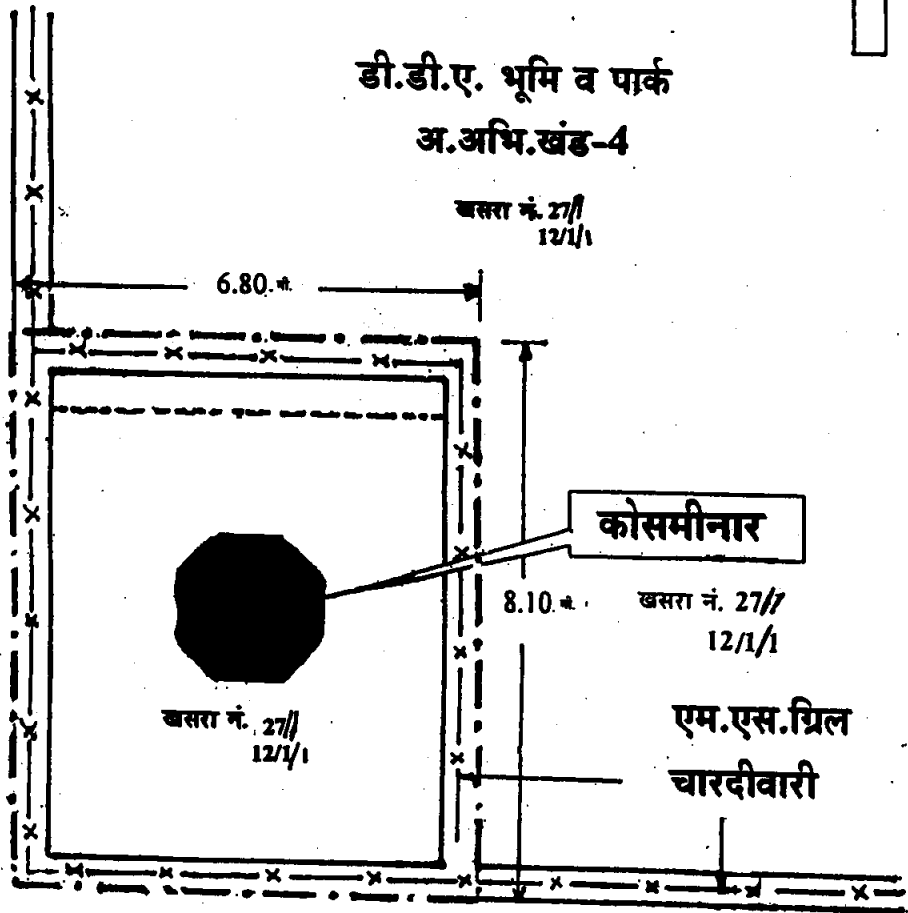 डी.डी.ए. भूमि व पार्क
अ.अभि.खंड-4
खसरा नं. 27//
12/1/1
6.80 मी.
कोसमीनार
8.10 मी.
खसरा नं. 27//
12/1/1
खसरा नं. 27//
12/1/1
एम.एस.ग्रिल
चारदीवारी